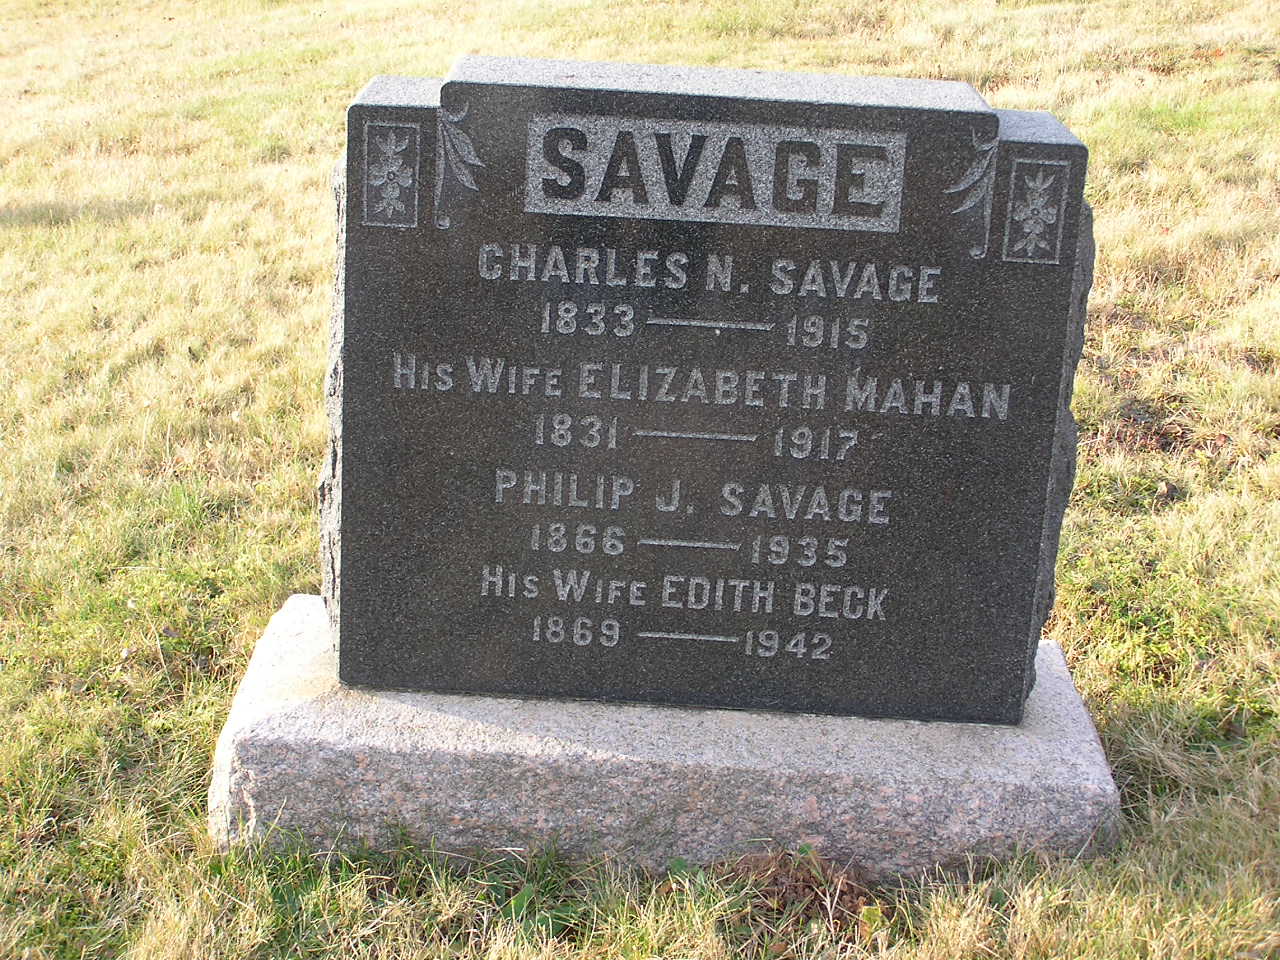 SAVAGE
CHARLES N. SAVAGE
1833 — 1915
HIS WIFE ELIZABETH MAHAN
1831 — 1917
PHILIP J. SAVAGE
1866 — 1935
HIS WIFE EDITH BECK
1869 — 1942